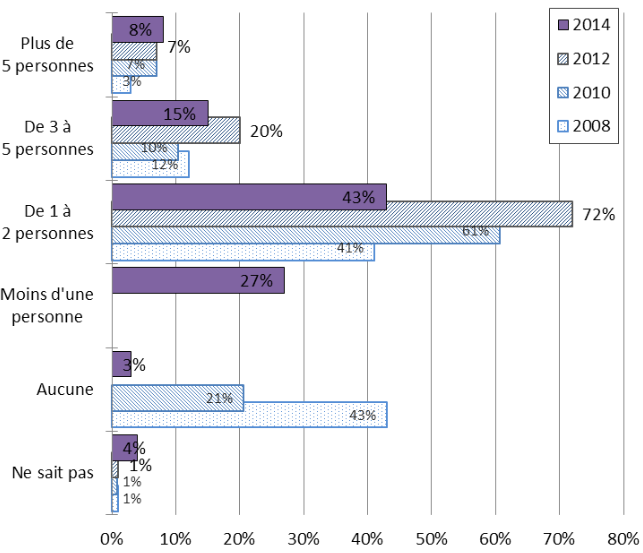 2014
2012
2010
2008
Plus de
5 personnes
8%
7%
7%
3%
De 3 à
5 personnes
15%
20%
10%
12%
De 1 à
2 personnes
43%
72%
61%
41%
Moins d'une
personne
27%
Aucune
3%
21%
43%
Ne sait pas
4%
1%
1%
1%
0% 10% 20% 30% 40% 50% 60% 70% 80%